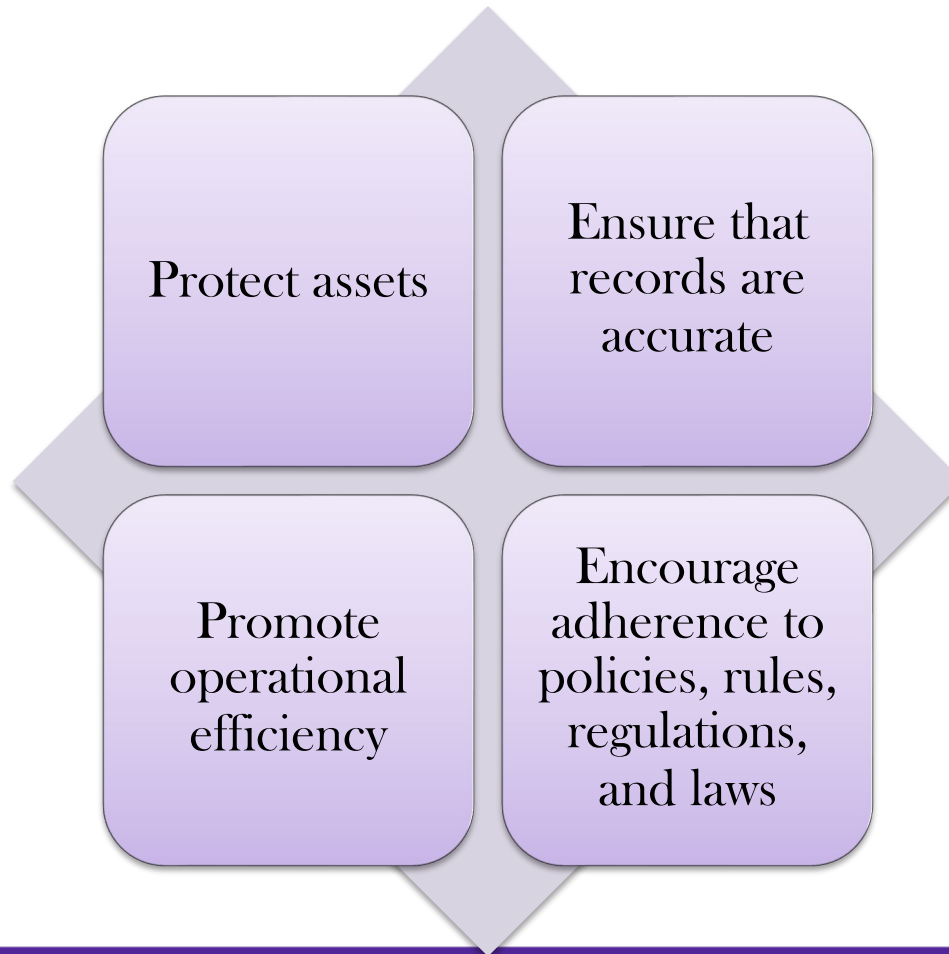 Protect assets
Ensure that
records are
accurate
Promote
operational
efficiency
Encourage
adherence to
policies, rules,
regulations,
and laws